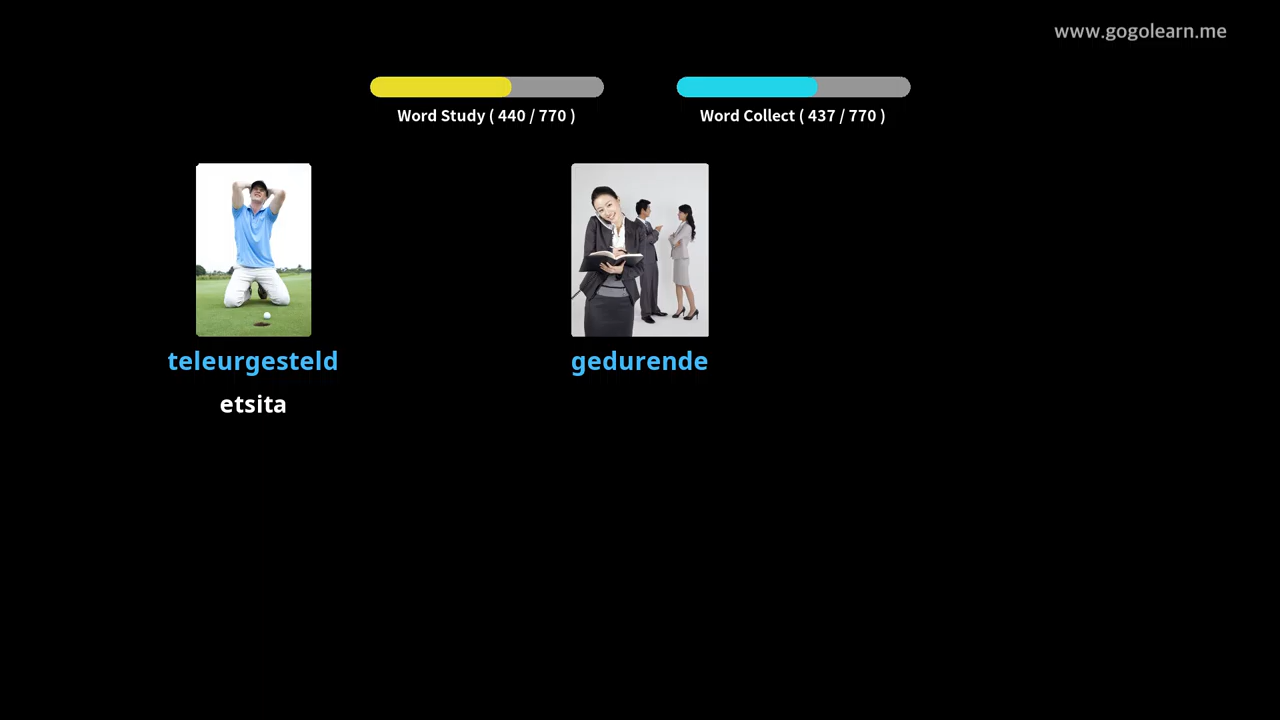 www.gogolearn.me
Word Study ( 440 / 770 )
Word Collect ( 437 / 770 )
teleurgesteld
gedurende
etsita